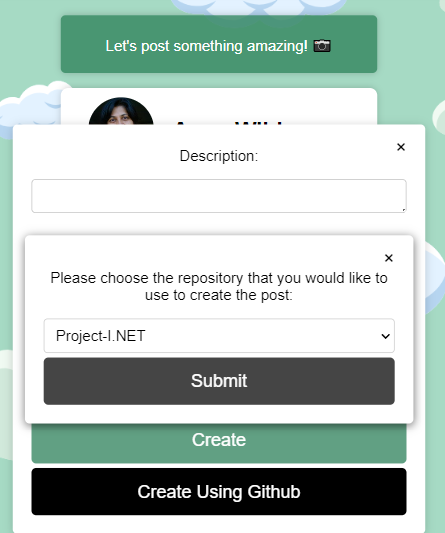 Let's post something amazing! 📷
×
Description:
×
Please choose the repository that you would like to
use to create the post:
Project-I.NET
Submit
Create
Create Using Github